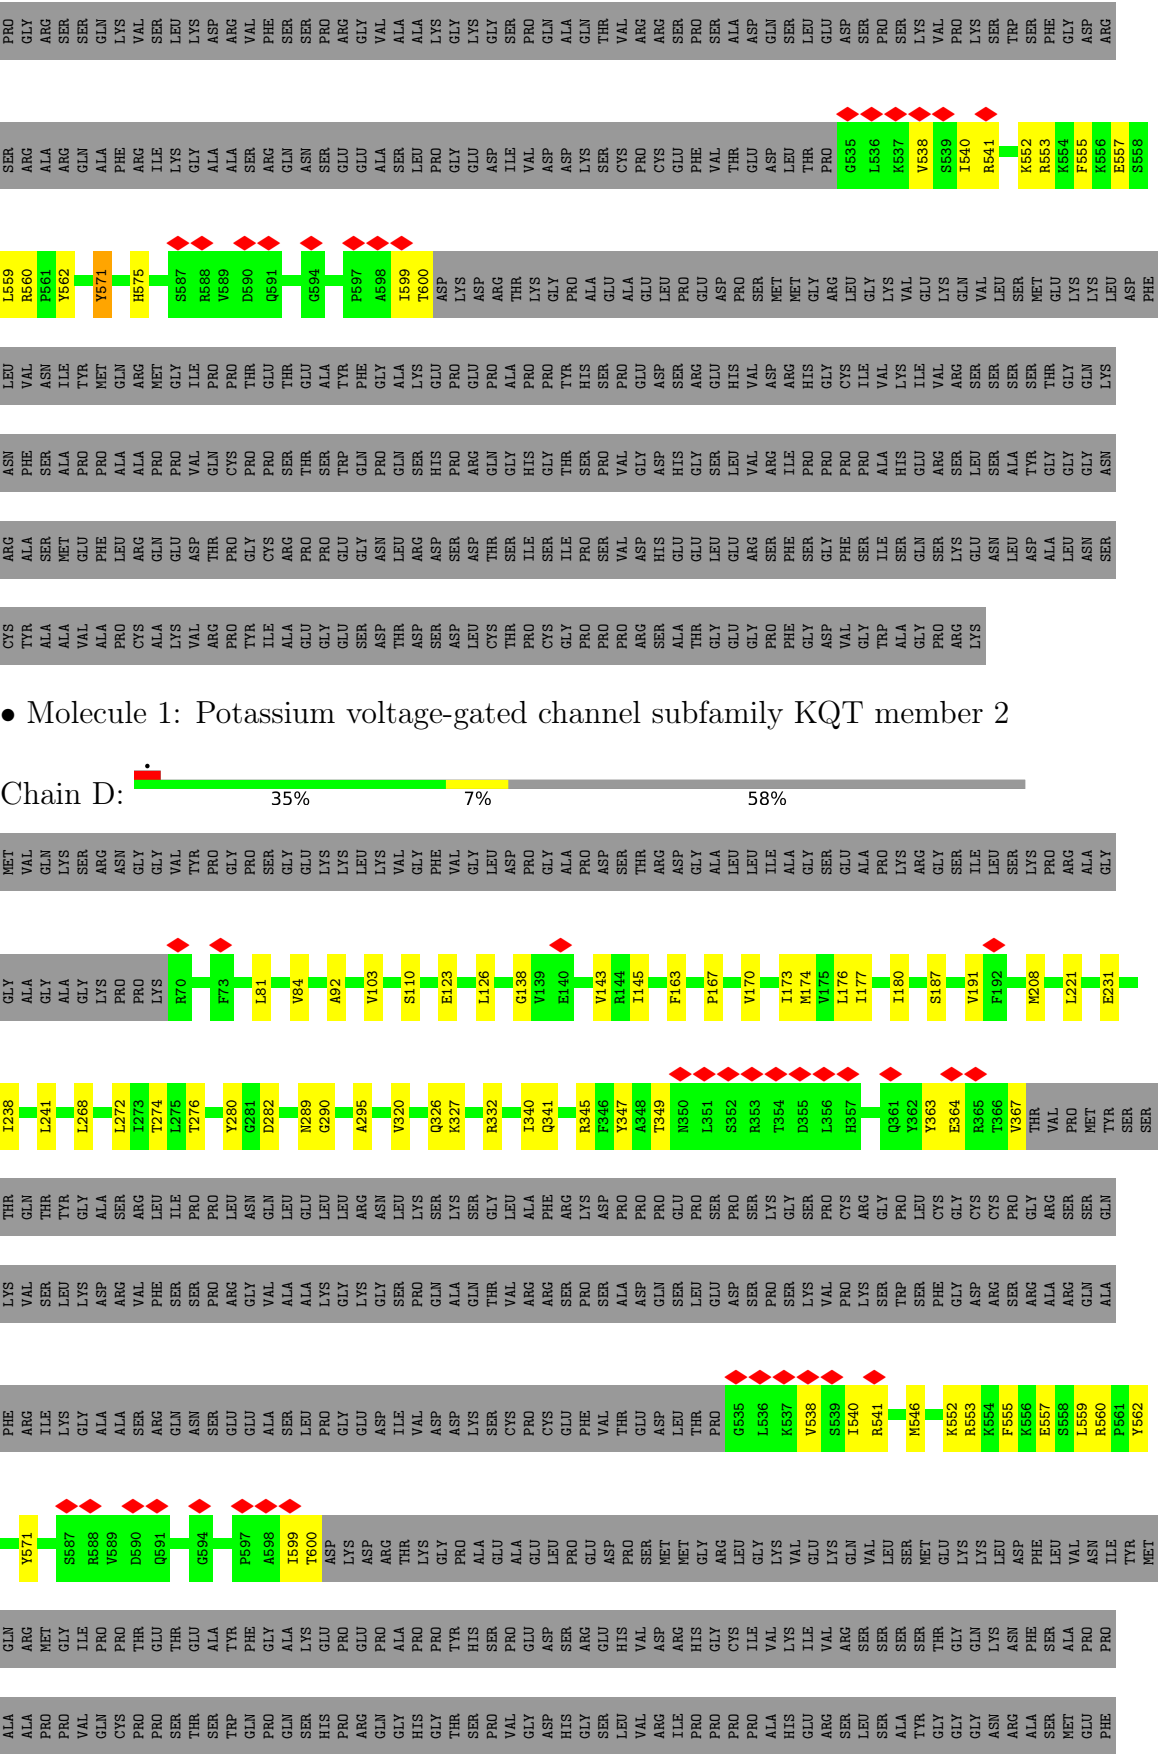 PRO GLY ARG SER SER GLN LYS VAL SER LEU LYS ASP ARG VAL PHE SER SER PRO ARG GLY VAL ALA ALA LYS GLY LYS GLY SER PRO GLN ALA GLN THR VAL ARG ARG SER PRO SER ALA ASP GLN SER LEU GLU ASP SER PRO SER LYS VAL PRO LYS SER TRP SER PHE GLY ASP ARG
SER ARG ALA ARG GLN ALA PHE ARG ILE LYS GLY ALA ALA SER ARG GLN ASN SER GLU GLU ALA SER LEU PRO GLY GLU ASP ILE VAL ASP ASP LYS SER CYS PRO CYS GLU PHE VAL THR GLU ASP LEU THR PRO G535 L536 K537 V538 S539 I540 R541 K552 R553 K554 F555 K556 E557 S558
L559 R560 P561 Y562 Y571 H575 S587 R588 V589 D590 Q591 G594 P597 A598 I599 T600 ASP LYS ASP ARG THR LYS GLY PRO ALA GLU ALA GLU LEU PRO GLU ASP PRO SER MET MET GLY ARG LEU GLY LYS VAL GLU LYS GLN VAL LEU SER MET GLU LYS LYS LEU ASP PHE
LEU VAL ASN ILE TYR MET GLN ARG MET GLY ILE PRO PRO THR GLU THR GLU ALA TYR PHE GLY ALA LYS GLU PRO GLU PRO ALA PRO PRO TYR HIS SER PRO GLU ASP SER ARG GLU HIS VAL ASP ARG HIS GLY CYS ILE VAL LYS ILE VAL ARG SER SER SER SER THR GLY GLN LYS
ASN PHE SER ALA PRO PRO ALA ALA PRO PRO VAL GLN CYS PRO PRO SER THR SER TRP GLN PRO GLN SER HIS PRO ARG GLN GLY HIS GLY THR SER PRO VAL GLY ASP HIS GLY SER LEU VAL ARG ILE PRO PRO PRO PRO ALA HIS GLU ARG SER LEU SER ALA TYR GLY GLY GLY ASN
ARG ALA SER MET GLU PHE LEU ARG GLN GLU ASP THR PRO GLY CYS ARG PRO PRO GLU GLY ASN LEU ARG ASP SER ASP THR SER ILE SER ILE PRO SER VAL ASP HIS GLU GLU LEU GLU ARG SER PHE SER GLY PHE SER ILE SER GLN SER LYS GLU ASN LEU ASP ALA LEU ASN SER
CYS TYR ALA ALA VAL ALA PRO CYS ALA LYS VAL ARG PRO TYR ILE ALA GLU GLY GLU SER ASP THR ASP SER ASP LEU CYS THR PRO CYS GLY PRO PRO PRO ARG SER ALA THR GLY GLU GLY PRO PHE GLY ASP VAL GLY TRP ALA GLY PRO ARG LYS
• Molecule 1: Potassium voltage-gated channel subfamily KQT member 2
Chain D: 35% 7% 58%
MET VAL GLN LYS SER ARG ASN GLY GLY VAL TYR PRO GLY PRO SER GLY GLU LYS LYS LEU LYS VAL GLY PHE VAL GLY LEU ASP PRO GLY ALA PRO ASP SER THR ARG ASP GLY ALA LEU LEU ILE ALA GLY SER GLU ALA PRO LYS ARG GLY SER ILE LEU SER LYS PRO ARG ALA GLY
GLY ALA GLY ALA GLY LYS PRO PRO LYS R70 F73 L81 V84 A92 V103 S110 E123 L126 G138 V139 E140 V143 R144 I145 F163 P167 V170 I173 M174 V175 L176 I177 I180 S187 V191 F192 M208 L221 E231
I238 L241 L268 L272 I273 T274 L275 T276 Y280 G281 D282 N289 G290 A295 V320 Q326 K327 R332 I340 Q341 R345 F346 Y347 A348 T349 N350 L351 S352 R353 T354 D355 L356 H357 Q361 Y362 Y363 E364 R365 T366 V367 THR VAL PRO MET TYR SER SER
THR GLN THR TYR GLY ALA SER ARG LEU ILE PRO PRO LEU ASN GLN LEU GLU LEU LEU ARG ASN LEU LYS SER LYS SER GLY LEU ALA PHE ARG LYS ASP PRO PRO PRO GLU PRO SER PRO SER LYS GLY SER PRO CYS ARG GLY PRO LEU CYS GLY CYS CYS PRO GLY ARG SER SER GLN
LYS VAL SER LEU LYS ASP ARG VAL PHE SER SER PRO ARG GLY VAL ALA ALA LYS GLY LYS GLY SER PRO GLN ALA GLN THR VAL ARG ARG SER PRO SER ALA ASP GLN SER LEU GLU ASP SER PRO SER LYS VAL PRO LYS SER TRP SER PHE GLY ASP ARG SER ARG ALA ARG GLN ALA
PHE ARG ILE LYS GLY ALA ALA SER ARG GLN ASN SER GLU GLU ALA SER LEU PRO GLY GLU ASP ILE VAL ASP ASP LYS SER CYS PRO CYS GLU PHE VAL THR GLU ASP LEU THR PRO G535 L536 K537 V538 S539 I540 R541 M546 K552 R553 K554 F555 K556 E557 S558 L559 R560 P561 Y562
Y571 S587 R588 V589 D590 Q591 G594 P597 A598 I599 T600 ASP LYS ASP ARG THR LYS GLY PRO ALA GLU ALA GLU LEU PRO GLU ASP PRO SER MET MET GLY ARG LEU GLY LYS VAL GLU LYS GLN VAL LEU SER MET GLU LYS LYS LEU ASP PHE LEU VAL ASN ILE TYR MET
GLN ARG MET GLY ILE PRO PRO THR GLU THR GLU ALA TYR PHE GLY ALA LYS GLU PRO GLU PRO ALA PRO PRO TYR HIS SER PRO GLU ASP SER ARG GLU HIS VAL ASP ARG HIS GLY CYS ILE VAL LYS ILE VAL ARG SER SER SER SER THR GLY GLN LYS ASN PHE SER ALA PRO PRO
ALA ALA PRO PRO VAL GLN CYS PRO PRO SER THR SER TRP GLN PRO GLN SER HIS PRO ARG GLN GLY HIS GLY THR SER PRO VAL GLY ASP HIS GLY SER LEU VAL ARG ILE PRO PRO PRO PRO ALA HIS GLU ARG SER LEU SER ALA TYR GLY GLY GLY ASN ARG ALA SER MET GLU PHE